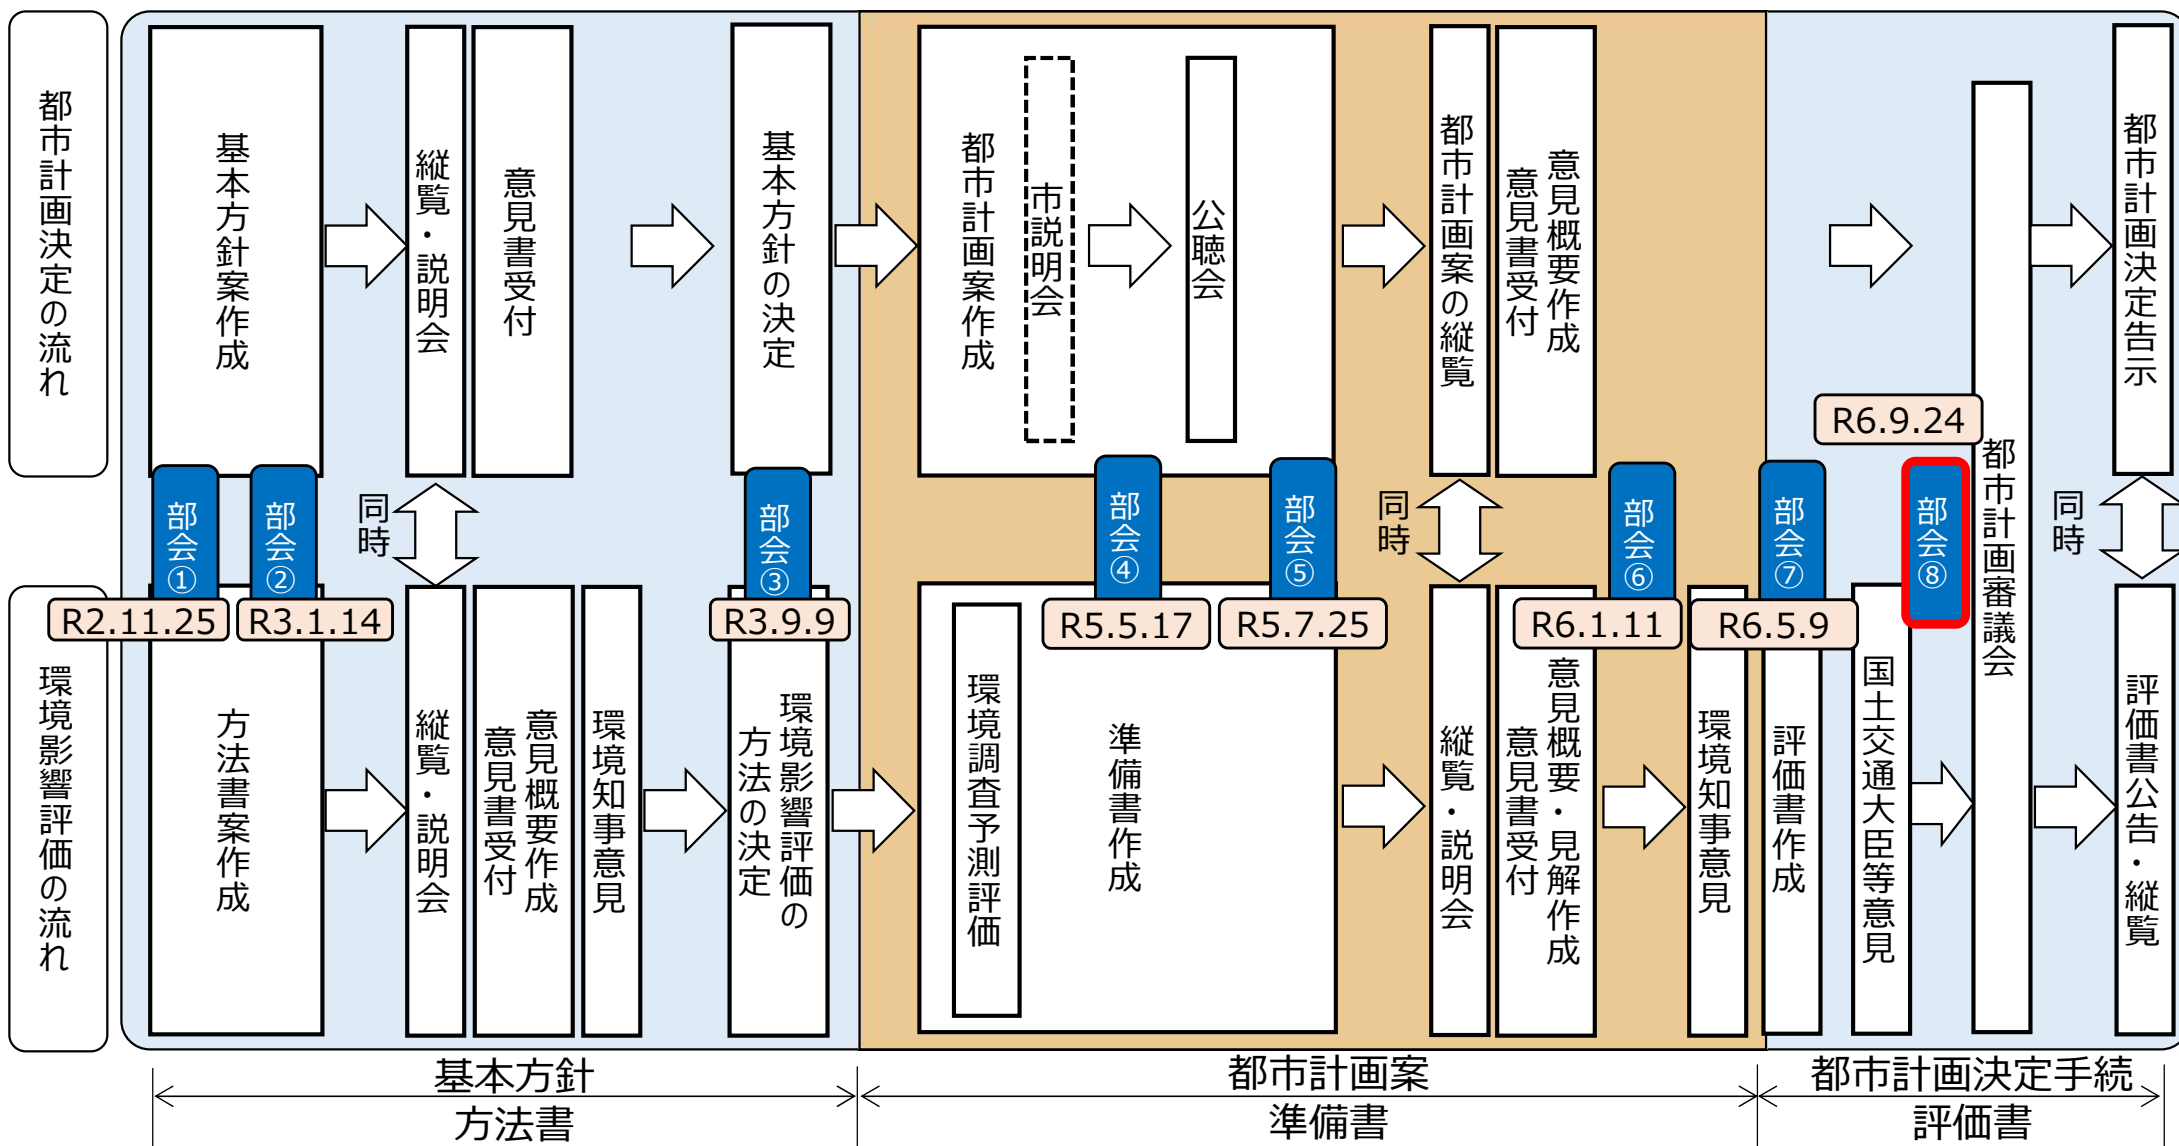 都市計画決定の流れ
基本方針案作成
縦覧・説明会
意見書受付
基本方針の決定
都市計画案作成
市説明会
公聴会
都市計画案の縦覧
意見概要作成
意見書受付
都市計画審議会
都市計画決定告示
R6.9.24
部会①
部会②
同時
部会③
部会④
部会⑤
同時
部会⑥
部会⑦
部会⑧
同時
R2.11.25
R3.1.14
R3.9.9
R5.5.17
R5.7.25
R6.1.11
R6.5.9
環境影響評価の流れ
方法書案作成
縦覧・説明会
意見概要作成
意見書受付
環境知事意見
環境影響評価の
方法の決定
環境調査予測評価
準備書作成
縦覧・説明会
意見概要・見解作成
意見書受付
環境知事意見
評価書作成
国土交通大臣等意見
評価書公告・縦覧
基本方針
方法書
都市計画案
準備書
都市計画決定手続
評価書